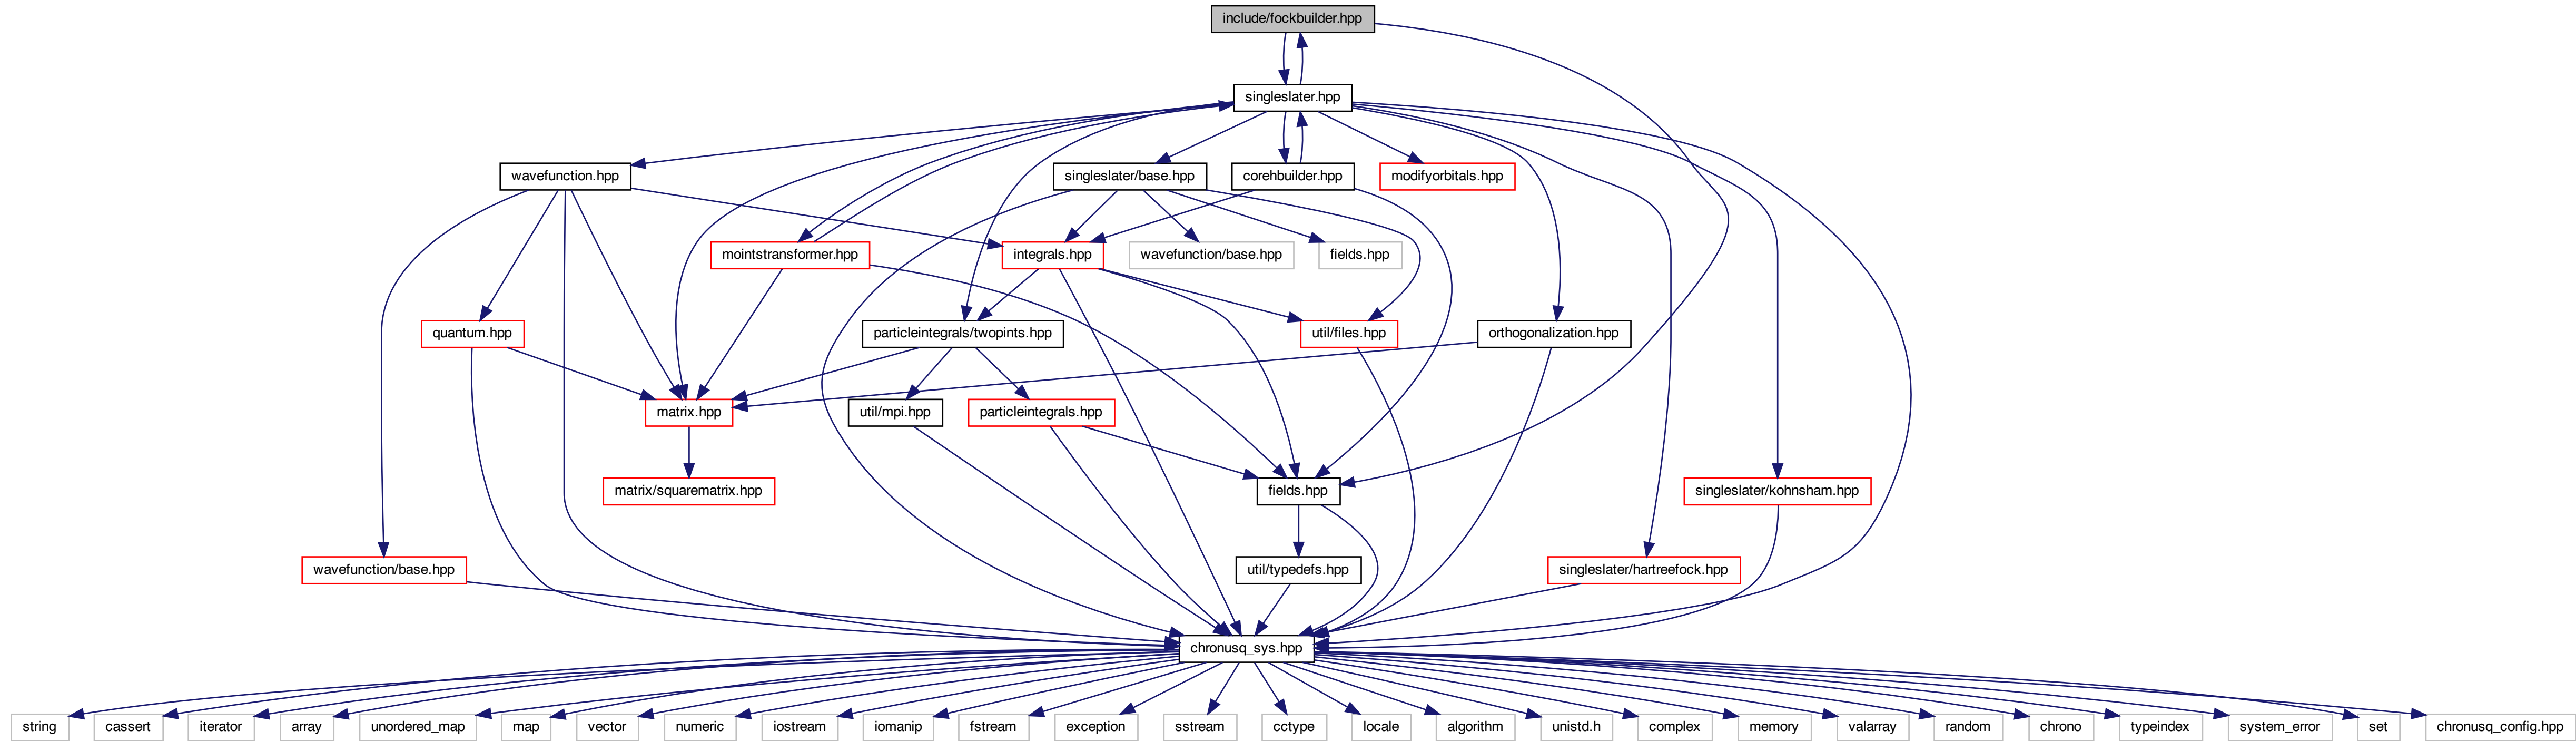 include/fockbuilder.hpp
singleslater.hpp
wavefunction.hpp
singleslater/base.hpp
corehbuilder.hpp
modifyorbitals.hpp
mointstransformer.hpp
integrals.hpp
wavefunction/base.hpp
fields.hpp
quantum.hpp
particleintegrals/twopints.hpp
util/files.hpp
orthogonalization.hpp
matrix.hpp
util/mpi.hpp
particleintegrals.hpp
matrix/squarematrix.hpp
fields.hpp
singleslater/kohnsham.hpp
wavefunction/base.hpp
util/typedefs.hpp
singleslater/hartreefock.hpp
chronusq_sys.hpp
string
cassert
iterator
array
unordered_map
map
vector
numeric
iostream
iomanip
fstream
exception
sstream
cctype
locale
algorithm
unistd.h
complex
memory
valarray
random
chrono
typeindex
system_error
set
chronusq_config.hpp